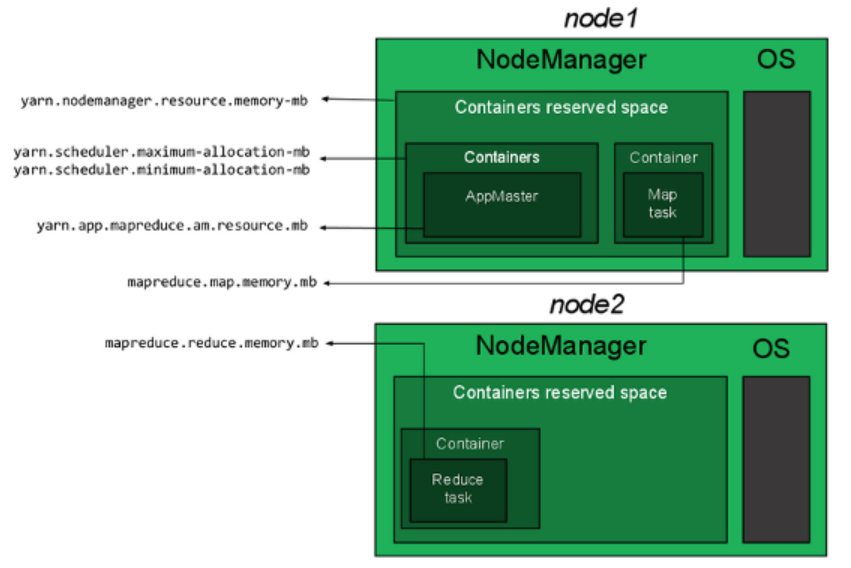 node1
NodeManager
OS
yarn.nodemanager.resource.memory-mb
Containers reserved space
yarn.scheduler.maximum-allocation-mb
yarn.scheduler.minimum-allocation-mb
Containers
Container
AppMaster
Map
task
yarn.app.mapreduce.am.resource.mb
mapreduce.map.memory.mb
node2
mapreduce.reduce.memory.mb
NodeManager
OS
Containers reserved space
Container
Reduce
task